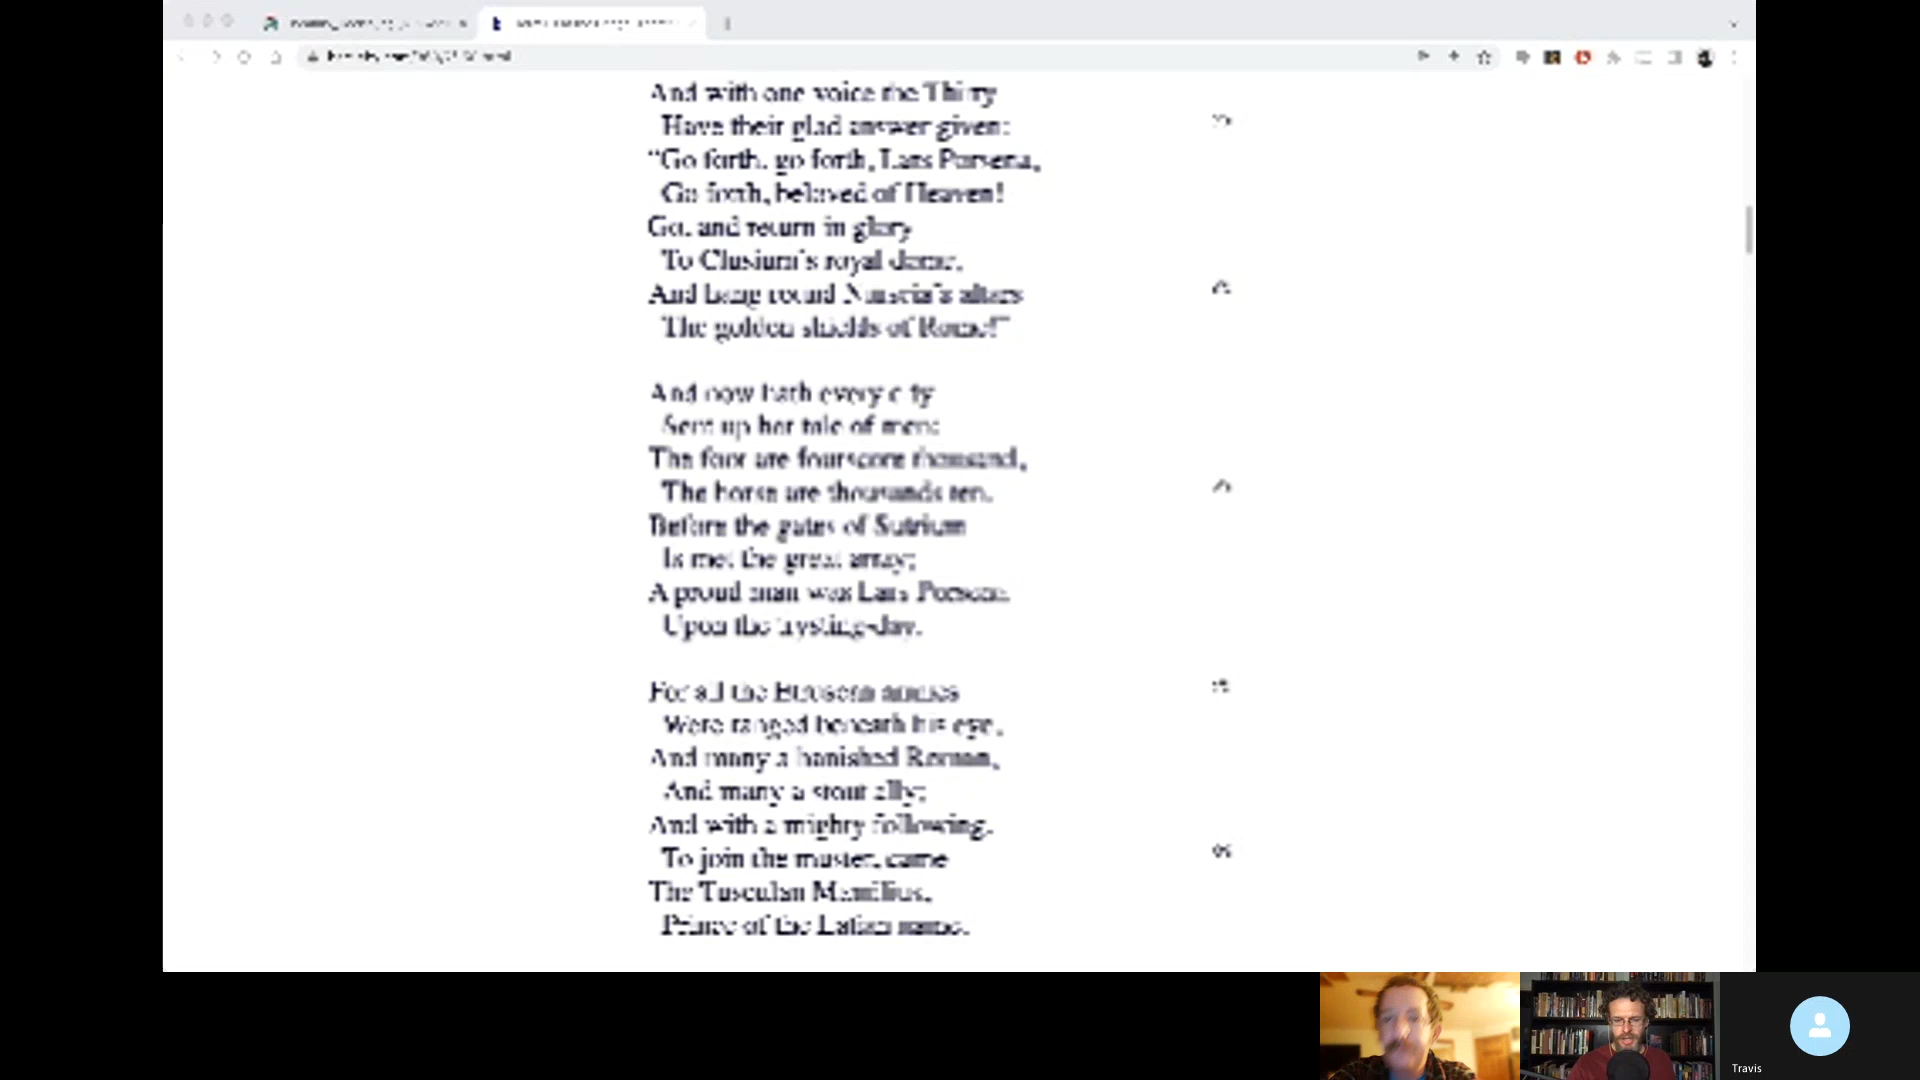 And with one voice the Thirty
Have their glad answer given:
“Go forth, go forth, Lars Porsena,
Go forth, beloved of Heaven!
Go, and return in glory
To Clusium’s royal dome,
And hang round Nurscia’s altars
The golden shields of Rome!”
And now hath every city
Sent up her tale of men;
The foot are fourscore thousand,
The horse are thousands ten.
Before the gates of Sutrium
Is met the great array;
A proud man was Lars Porsena
Upon the trysting-day.
For all the Etruscan armies
Were ranged beneath his eye,
And many a banished Roman,
And many a stout ally;
And with a mighty following,
To join the muster, came
The Tusculan Mamilius,
Prince of the Latian name.
Travis